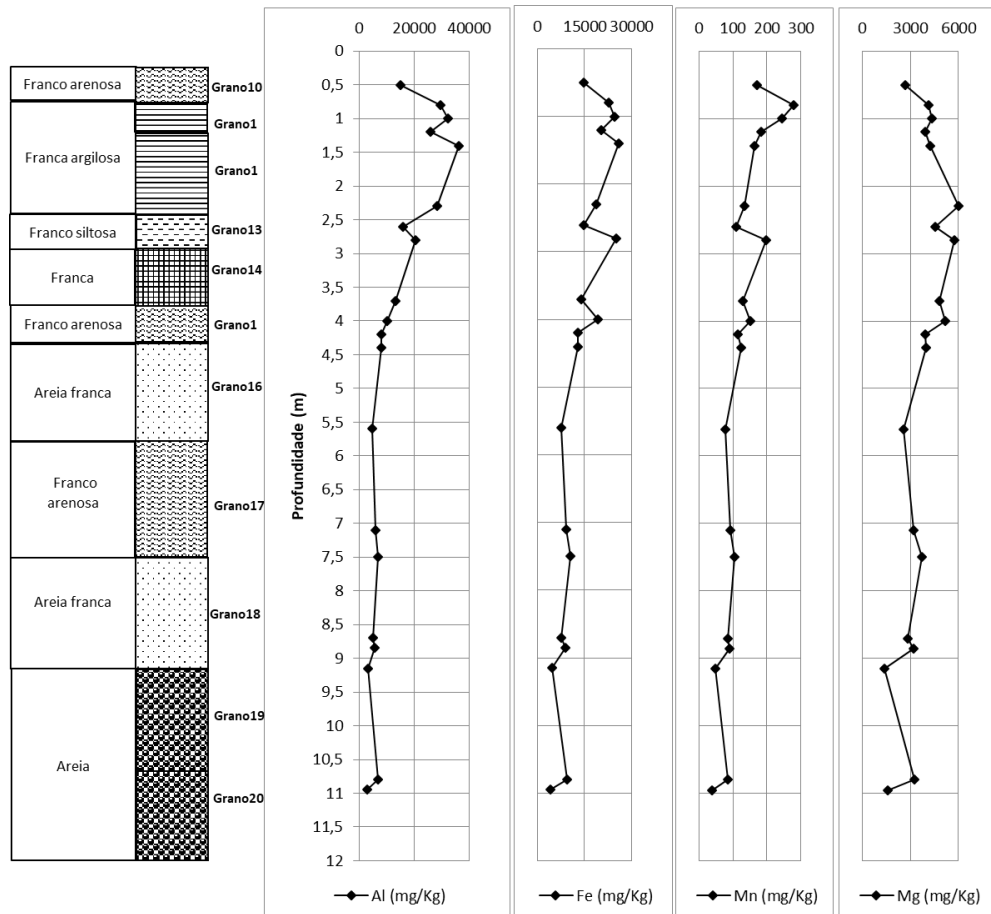 0 20000 40000
0 15000 30000
0 100 200 300
0 3000 6000
Franco arenosa
Grano10
Franca argilosa
Grano1
Grano1
Franco siltosa
Grano13
Franca
Grano14
Franco arenosa
Grano1
Areia franca
Grano16
Franco
arenosa
Grano17
Areia franca
Grano18
Areia
Grano19
Grano20
Profundidade (m)
0
0,5
1
1,5
2
2,5
3
3,5
4
4,5
5
5,5
6
6,5
7
7,5
8
8,5
9
9,5
10
10,5
11
11,5
12
Al (mg/Kg)
Fe (mg/Kg)
Mn (mg/Kg)
Mg (mg/Kg)